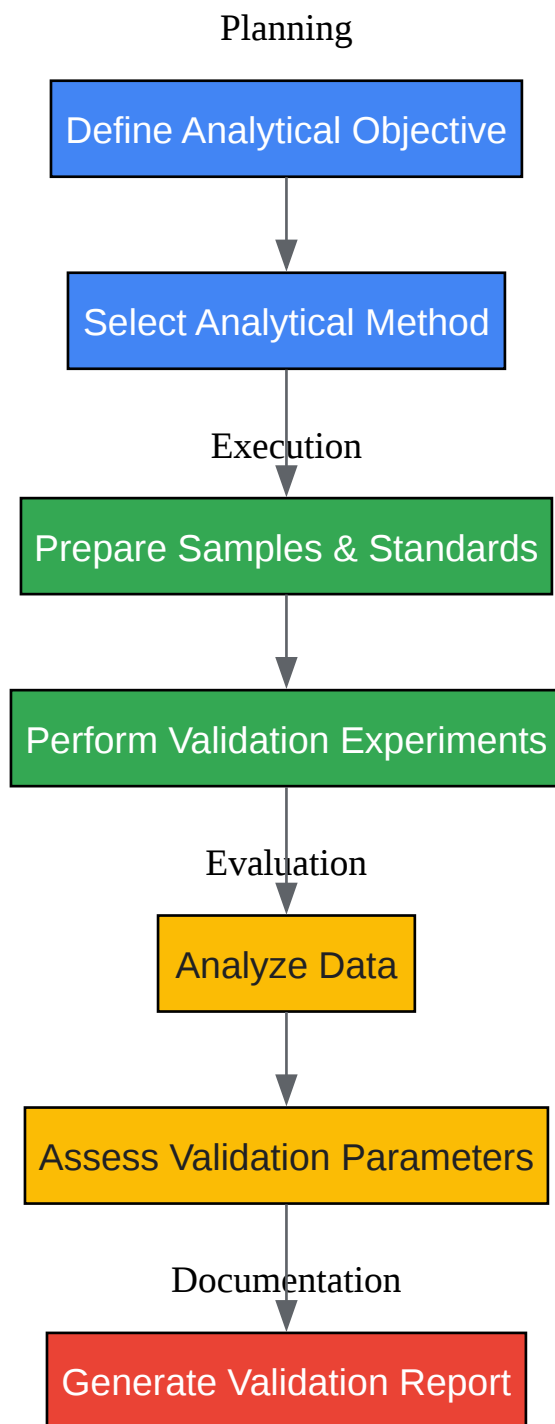 Planning
Define Analytical Objective
Select Analytical Method
Execution
Prepare Samples & Standards
Perform Validation Experiments
Evaluation
Analyze Data
Assess Validation Parameters
Documentation
Generate Validation Report